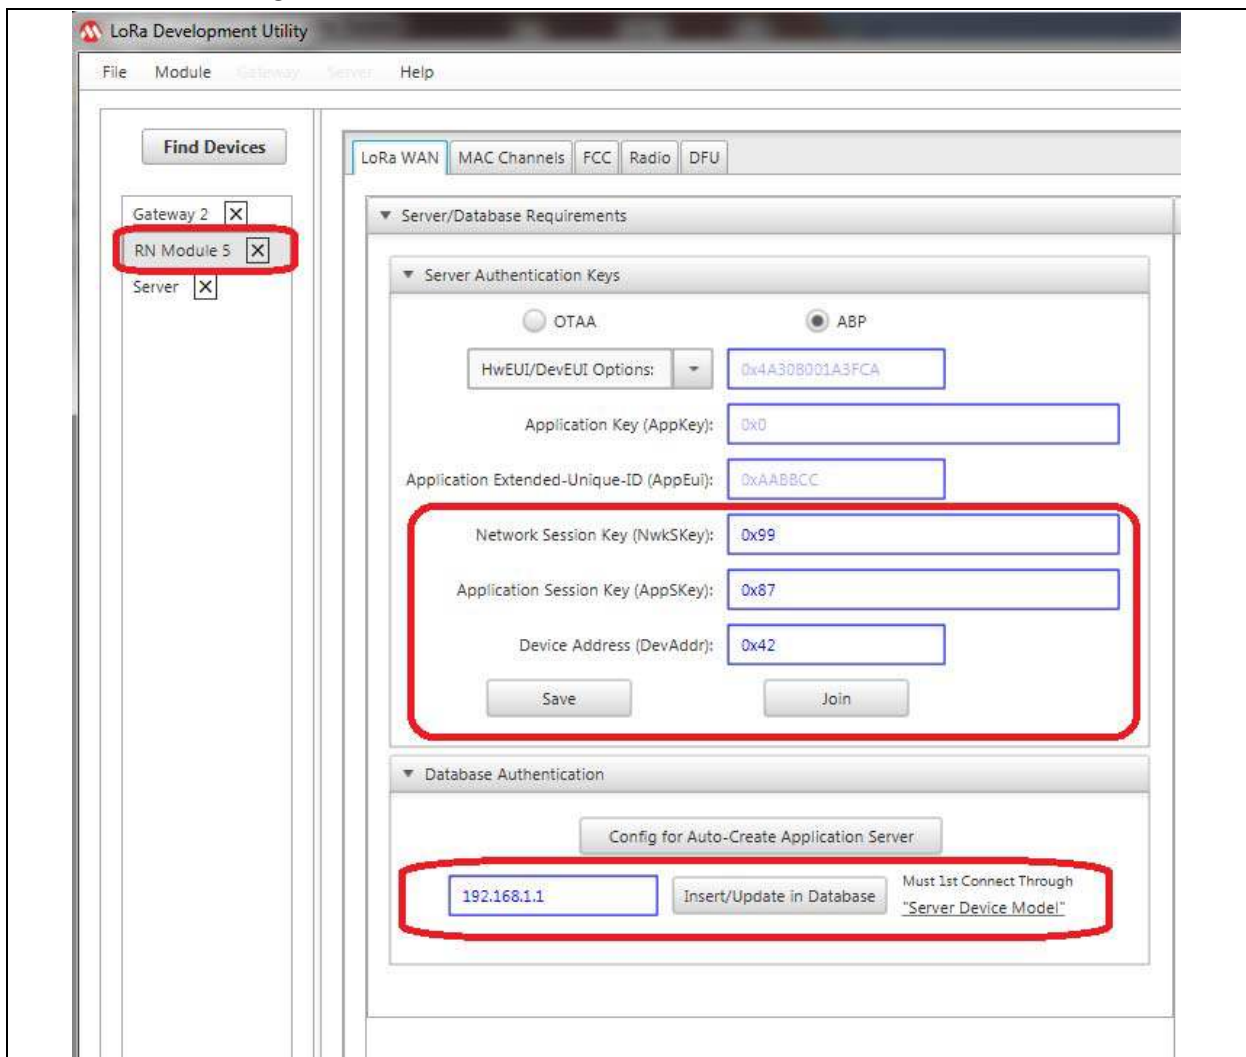 LoRa Development Utility
File Module Gateway Server Help
Find Devices
Gateway 2
RN Module 5
Server
LoRa WAN MAC Channels FCC Radio DFU
Server/Database Requirements
Server Authentication Keys
OTAA ABP
HwEUI/DevEUI Options: 0x4A30B001A3FCA
Application Key (AppKey): 0x0
Application Extended-Unique-ID (AppEui): 0xAABBCC
Network Session Key (NwkSKey): 0x99
Application Session Key (AppSKey): 0x87
Device Address (DevAddr): 0x42
Save Join
Database Authentication
Config for Auto-Create Application Server
192.168.1.1 Insert/Update in Database Must 1st Connect Through
"Server Device Model"